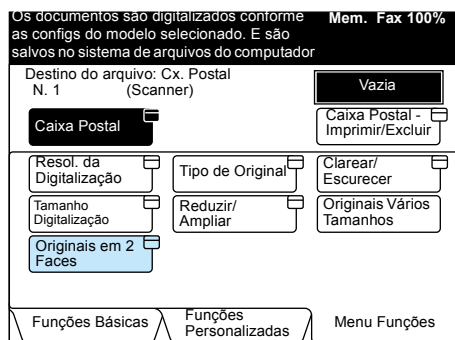 Os documentos são digitalizados conforme
Mem. Fax 100%
as configs do modelo selecionado. E são
salvos no sistema de arquivos do computador
Destino do arquivo: Cx. Postal
N. 1 (Scanner)
Vazia
Caixa Postal
Caixa Postal -
Imprimir/Excluir
Resol. da
Digitalização
Tipo de Original
Clarear/
Escurecer
Tamanho
Digitalização
Reduzir/
Ampliar
Originais Vários
Tamanhos
Originais em 2
Faces
Funções Básicas
Funções
Personalizadas
Menu Funções